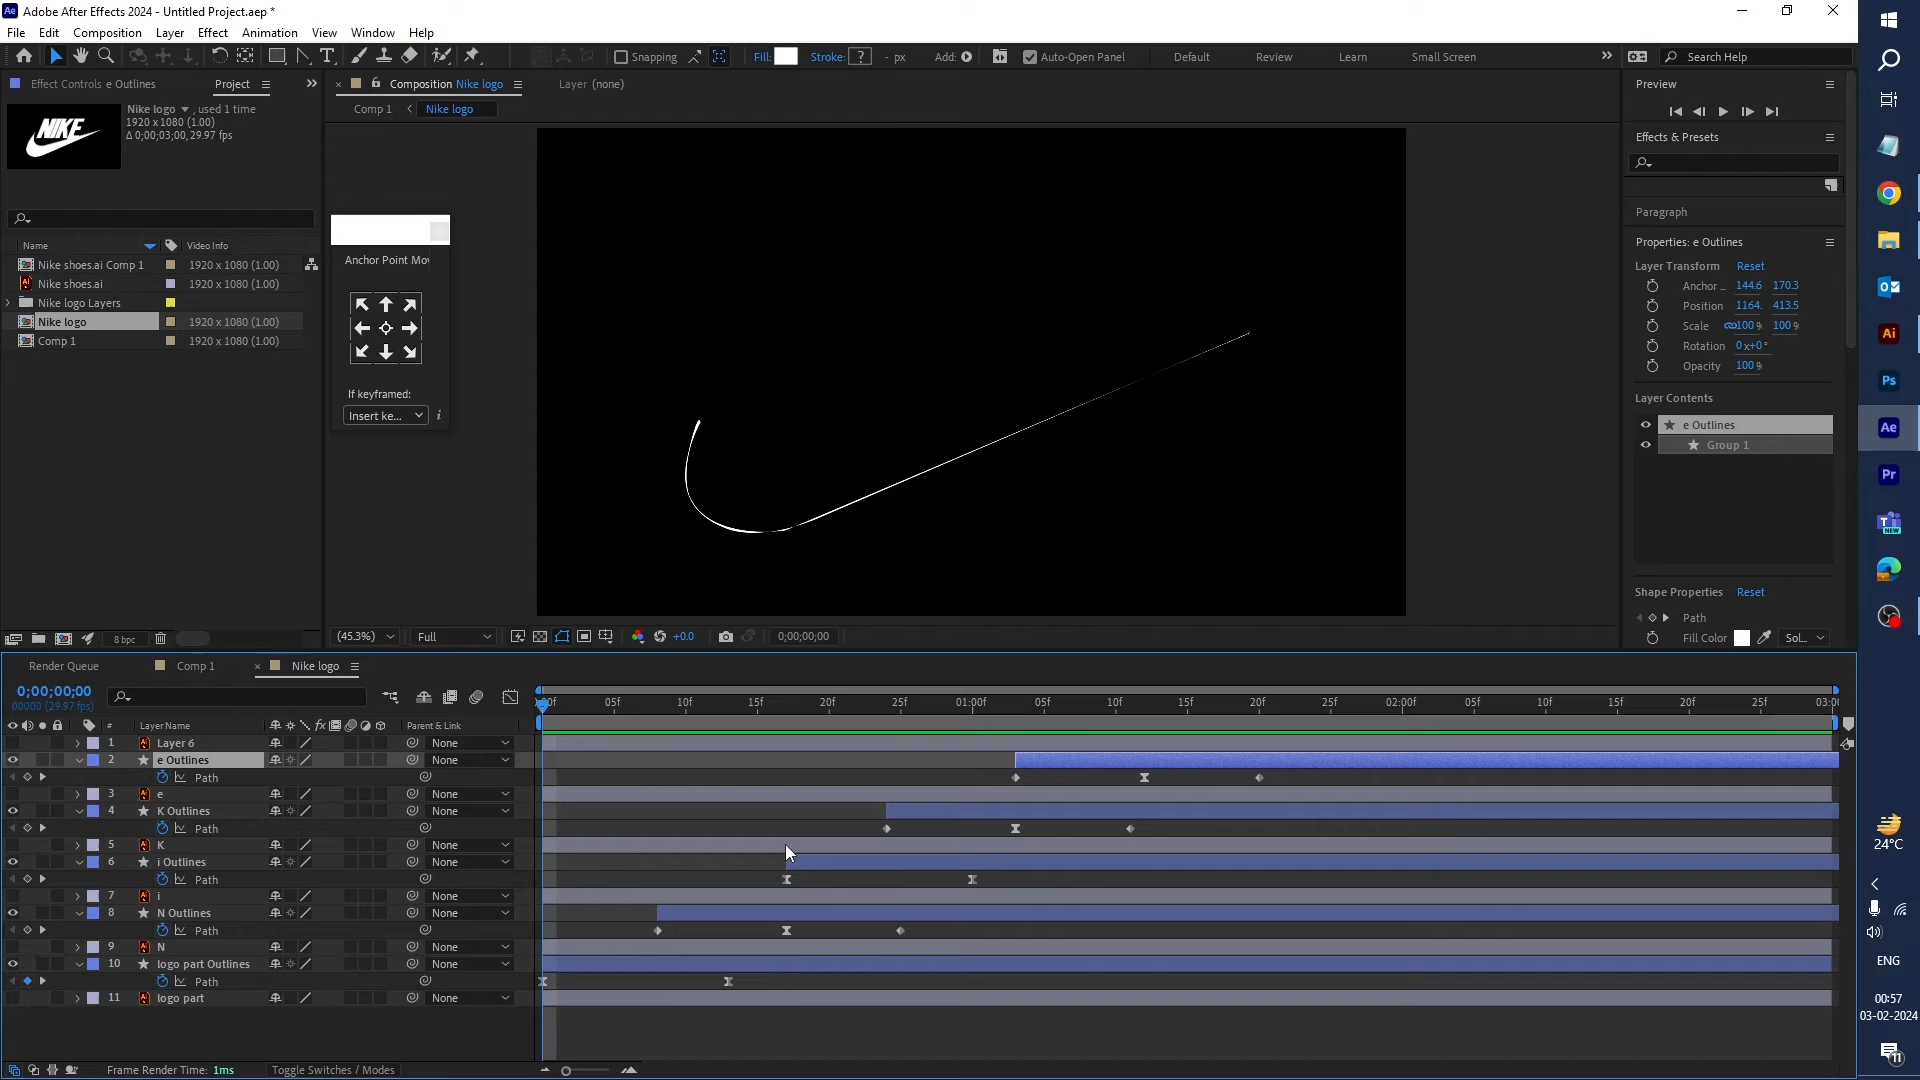 Adobe After Effects 2024 - Untitled Project.aep *
File Edit Composition Layer Effect Animation View Window Help
Snapping Fill: Stroke: ? - px Add: Auto-Open Panel Default Review Learn Small Screen Search Help
Effect Controls e Outlines Project
Composition Nike logo Layer (none)
Comp 1 Nike logo
Nike logo , used 1 time
1920 x 1080 (1.00)
Δ 0;00;03;00, 29.97 fps
NIKE
Name Video Info
Nike shoes.ai Comp 1 1920 x 1080 (1.00)
Nike shoes.ai 1920 x 1080 (1.00)
Nike logo Layers
Nike logo 1920 x 1080 (1.00)
Comp 1 1920 x 1080 (1.00)
Anchor Point Mov
If keyframed:
Insert ke... i
8 bpc
(45.3%) Full +0.0 0;00;00;00
Preview
Effects & Presets
Paragraph
Properties: e Outlines
Layer Transform Reset
Anchor ... 144.6 170.3
Position 1164. 413.5
Scale 100 % 100 %
Rotation 0x+0°
Opacity 100 %
Layer Contents
e Outlines
Group 1
Shape Properties Reset
Path
Fill Color Sol...
Render Queue Comp 1 Nike logo
0;00;00;00
00000 (29.97 fps)
05f 10f 15f 20f 25f 01:00f 05f 10f 15f 20f 25f 02:00f 05f 10f 15f 20f 25f 03:0
# Layer Name fx Parent & Link
1 Layer 6 None
2 e Outlines None
Path
3 e None
4 K Outlines None
Path
5 K None
6 i Outlines None
Path
7 i None
8 N Outlines None
Path
9 N None
10 logo part Outlines None
Path
11 logo part None
Frame Render Time: 1ms Toggle Switches / Modes
Ae
Ai
Ps
Ae
Pr
NEW
24°C
ENG
00:57
03-02-2024
11